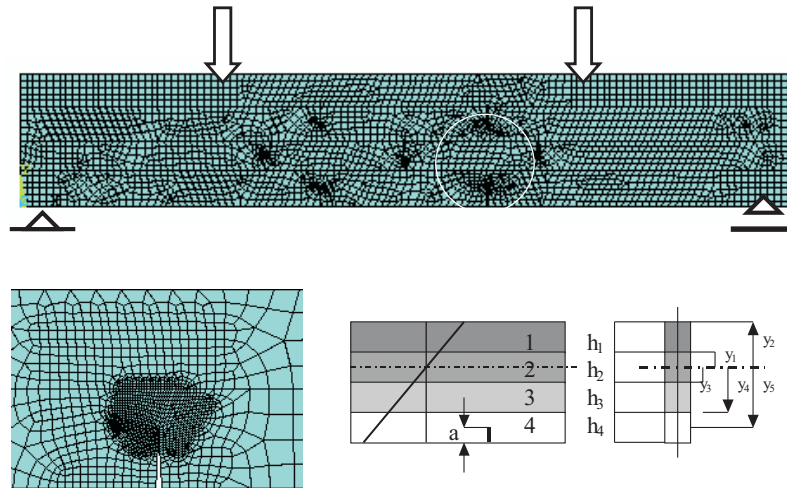 1 h₁
2 h₂
3 h₃
4 h₄
a
y₁ y₂
y₃ y₄ y₅